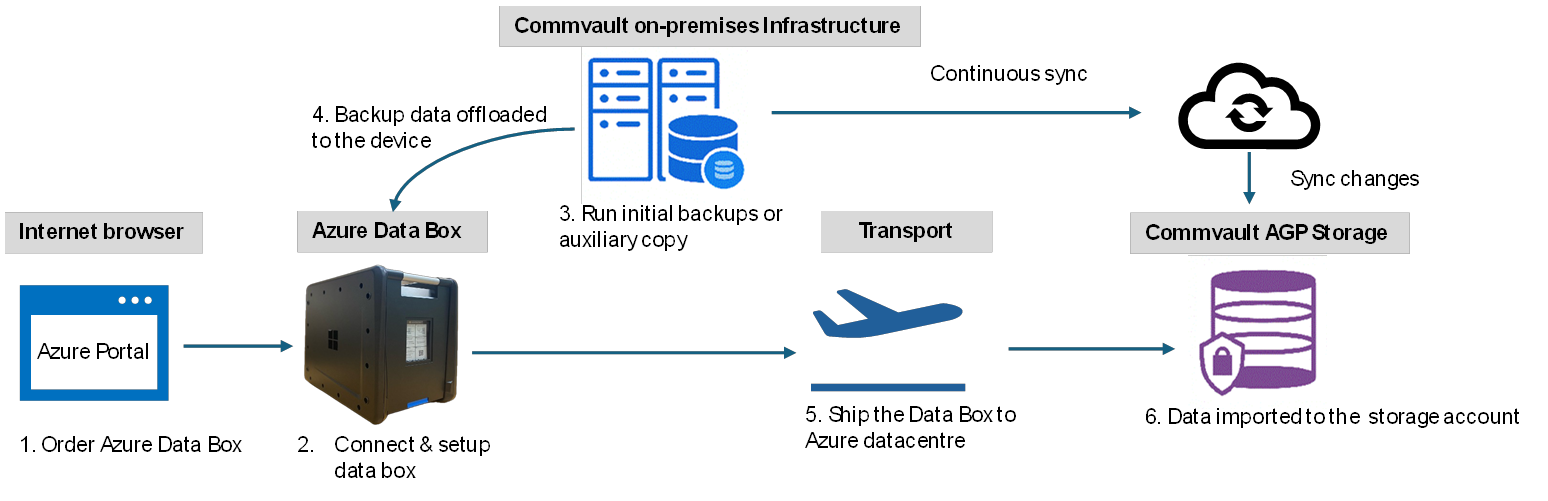 Commvault on-premises Infrastructure
Continuous sync
4. Backup data offloaded
to the device
Sync changes
3. Run initial backups or
auxiliary copy
Internet browser
Azure Data Box
Transport
Commvault AGP Storage
Azure Portal
1. Order Azure Data Box
2. Connect & setup
data box
5. Ship the Data Box to
Azure datacentre
6. Data imported to the storage account